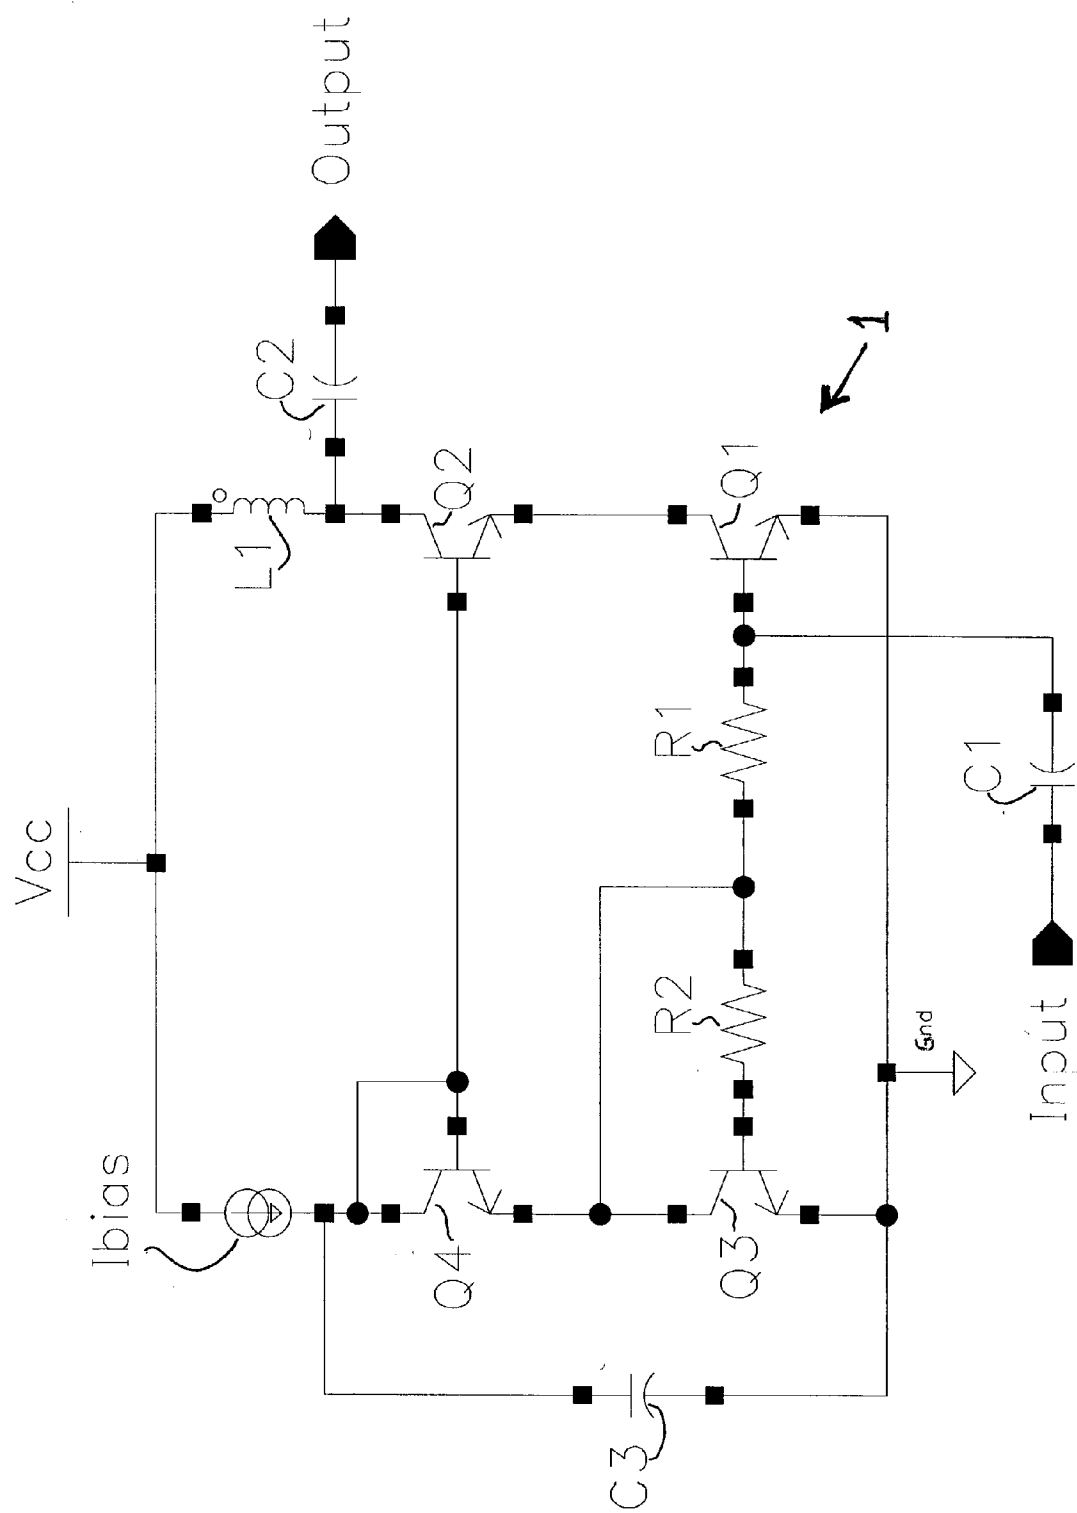 Vcc
Ibias
L1
C2
Output
Q4
Q2
C3
Q3
R2
R1
Q1
1
Gnd
C1
Input